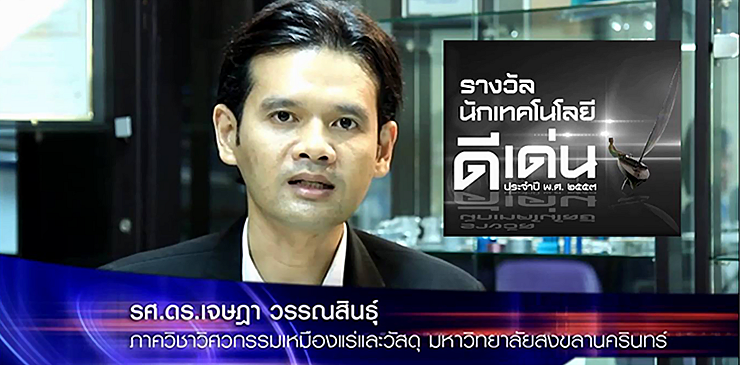 รางวัล
นักเทคโนโลยี
ดีเด่น
ประจำปี พ.ศ. ๒๕๕๓
รศ.ดร.เจษฎา วรรณสินธุ์
ภาควิชาวิศวกรรมเหมืองแร่และวัสดุ มหาวิทยาลัยสงขลานครินทร์